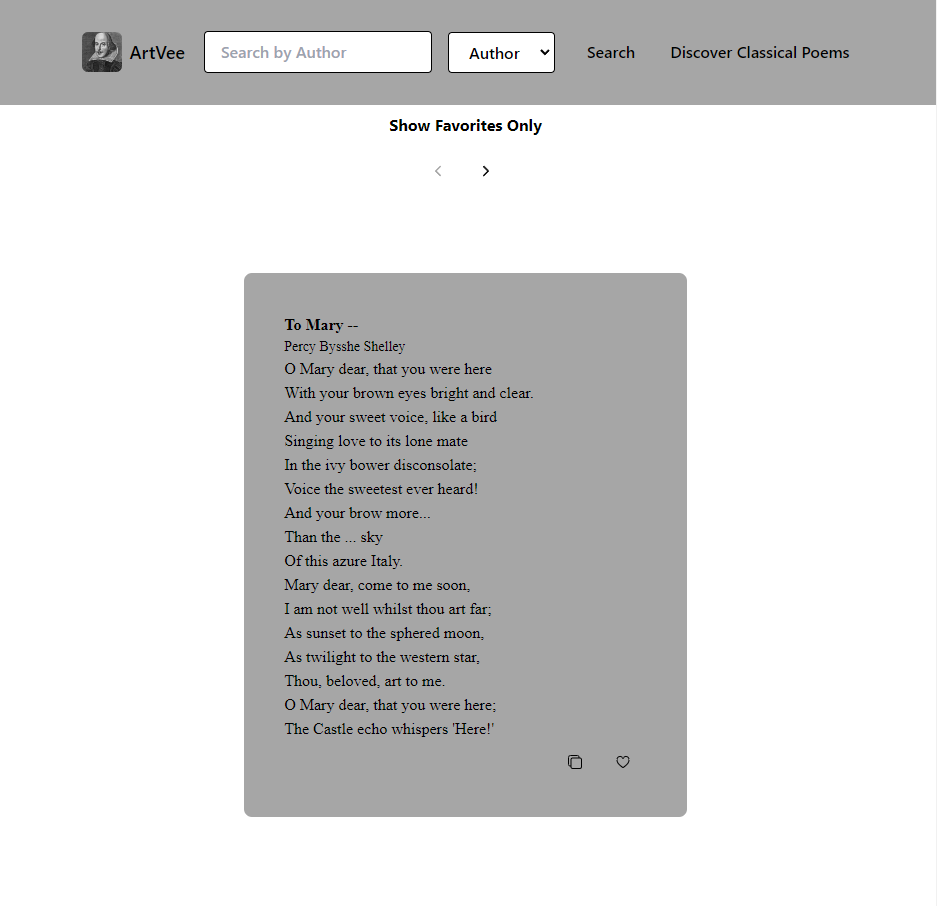 ArtVee
Search by Author
Author
Search
Discover Classical Poems
Show Favorites Only
To Mary --
Percy Bysshe Shelley
O Mary dear, that you were here
With your brown eyes bright and clear.
And your sweet voice, like a bird
Singing love to its lone mate
In the ivy bower disconsolate;
Voice the sweetest ever heard!
And your brow more...
Than the ... sky
Of this azure Italy.
Mary dear, come to me soon,
I am not well whilst thou art far;
As sunset to the sphered moon,
As twilight to the western star,
Thou, beloved, art to me.
O Mary dear, that you were here;
The Castle echo whispers 'Here!'